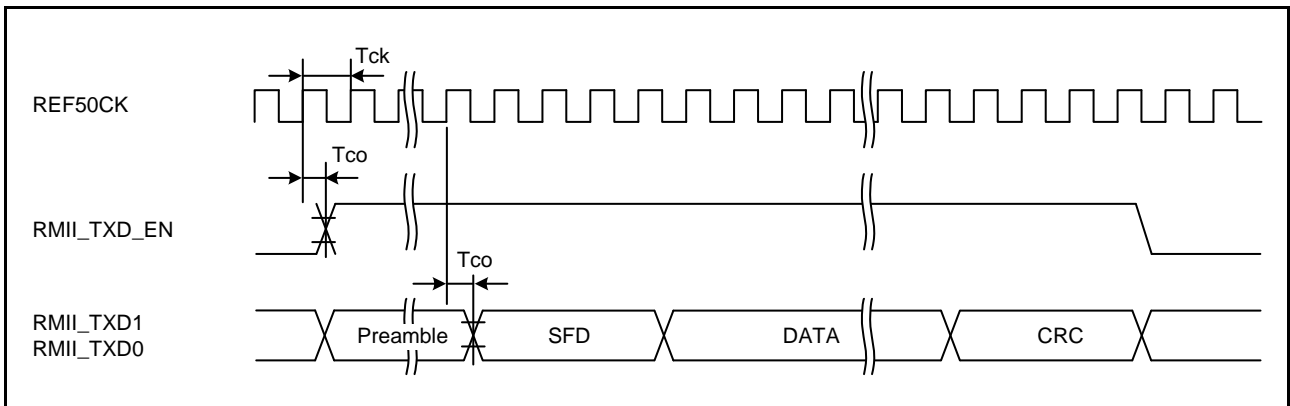 Tck
REF50CK
Tco
RMII_TXD_EN
Tco
RMII_TXD1
RMII_TXD0
Preamble SFD DATA CRC